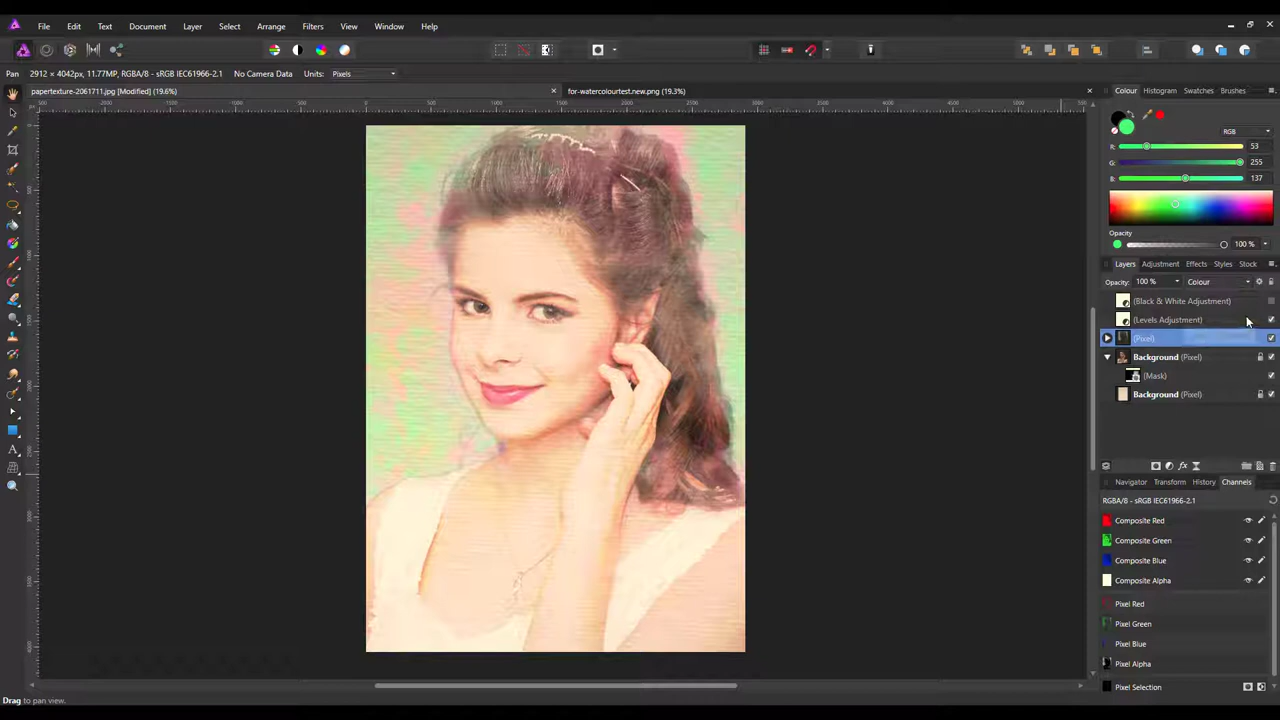 File Edit Text Document Layer Select Arrange Filters View Window Help
Pan 2912 × 4042px, 11.77MP, RGBA/8 - sRGB IEC61966-2.1 No Camera Data Units: Pixels
papertexture-2061711.jpg [Modified] (19.6%) for-watercolourtest.new.png (19.3%)
Colour Histogram Swatches Brushes
RGB
R: 53
G: 255
B: 137
Opacity
100 %
Layers Adjustment Effects Styles Stock
Opacity: 100 % Colour
(Black & White Adjustment)
(Levels Adjustment)
(Pixel)
Background (Pixel)
(Mask)
Background (Pixel)
Navigator Transform History Channels
RGBA/8 - sRGB IEC61966-2.1
Composite Red
Composite Green
Composite Blue
Composite Alpha
Pixel Red
Pixel Green
Pixel Blue
Pixel Alpha
Pixel Selection
Drag to pan view.